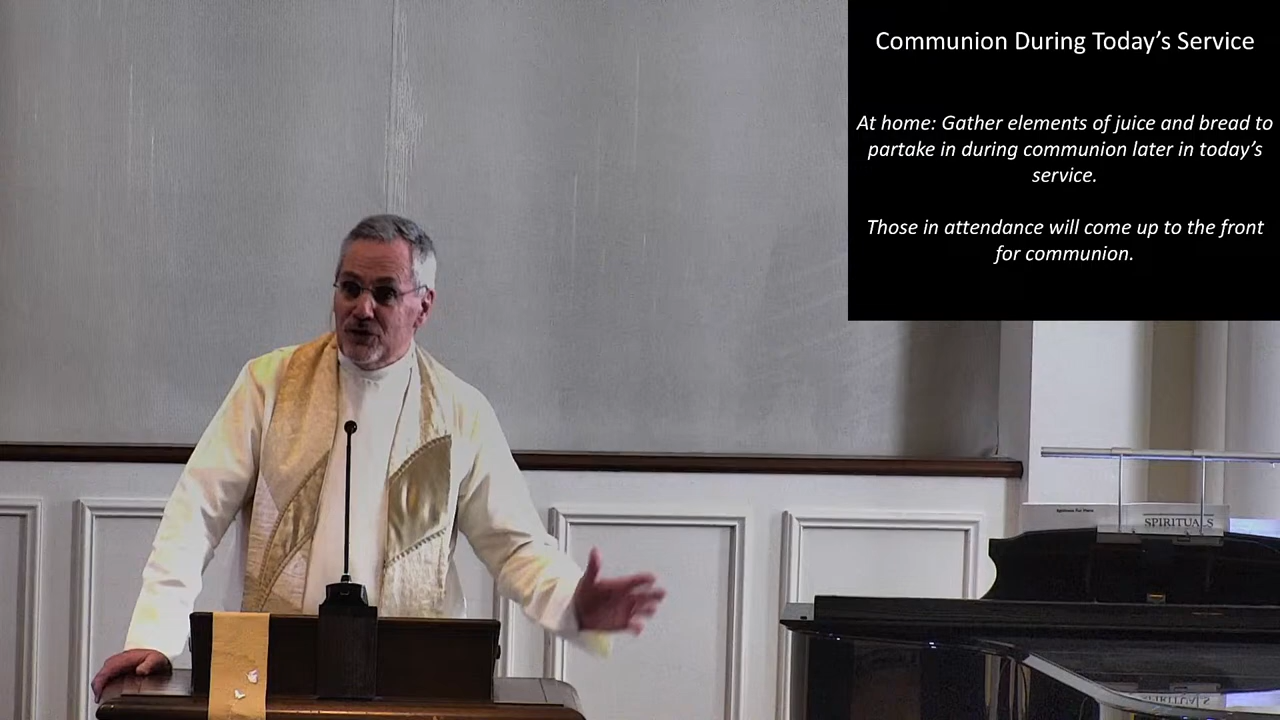 Communion During Today's Service
At home: Gather elements of juice and bread to
partake in during communion later in today's
service.
Those in attendance will come up to the front
for communion.
SPIRITUALS